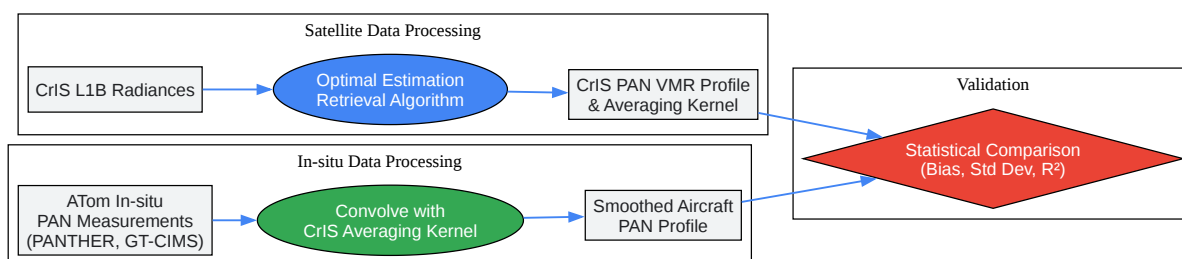 Satellite Data Processing
CrIS L1B Radiances
Optimal Estimation
Retrieval Algorithm
CrIS PAN VMR Profile
& Averaging Kernel
In-situ Data Processing
ATom In-situ
PAN Measurements
(PANTHER, GT-CIMS)
Convolve with
CrIS Averaging Kernel
Smoothed Aircraft
PAN Profile
Validation
Statistical Comparison
(Bias, Std Dev, R²)